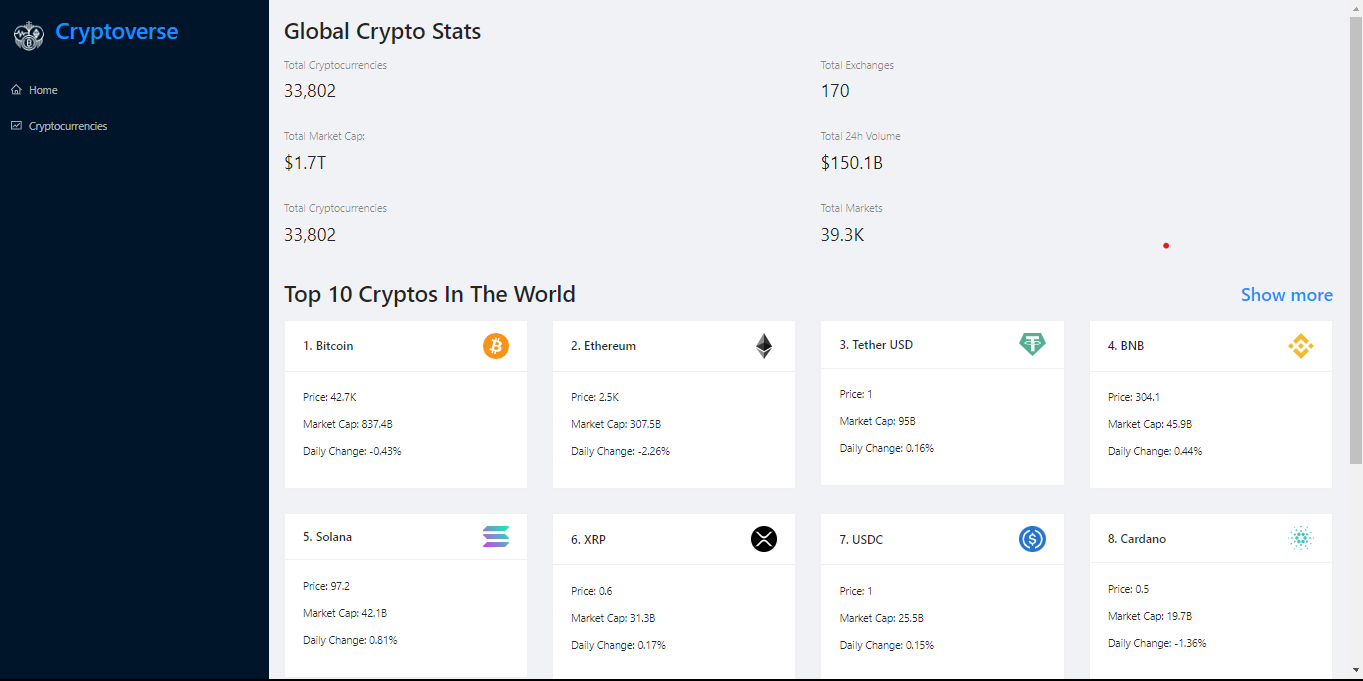 Cryptoverse
Home
Cryptocurrencies
Global Crypto Stats
Total Cryptocurrencies
33,802
Total Exchanges
170
Total Market Cap:
$1.7T
Total 24h Volume
$150.1B
Total Cryptocurrencies
33,802
Total Markets
39.3K
Top 10 Cryptos In The World
Show more
1. Bitcoin
Price: 42.7K
Market Cap: 837.4B
Daily Change: -0.43%
2. Ethereum
Price: 2.5K
Market Cap: 307.5B
Daily Change: -2.26%
3. Tether USD
Price: 1
Market Cap: 95B
Daily Change: 0.16%
4. BNB
Price: 304.1
Market Cap: 45.9B
Daily Change: 0.44%
5. Solana
Price: 97.2
Market Cap: 42.1B
Daily Change: 0.81%
6. XRP
Price: 0.6
Market Cap: 31.3B
Daily Change: 0.17%
7. USDC
Price: 1
Market Cap: 25.5B
Daily Change: 0.15%
8. Cardano
Price: 0.5
Market Cap: 19.7B
Daily Change: -1.36%